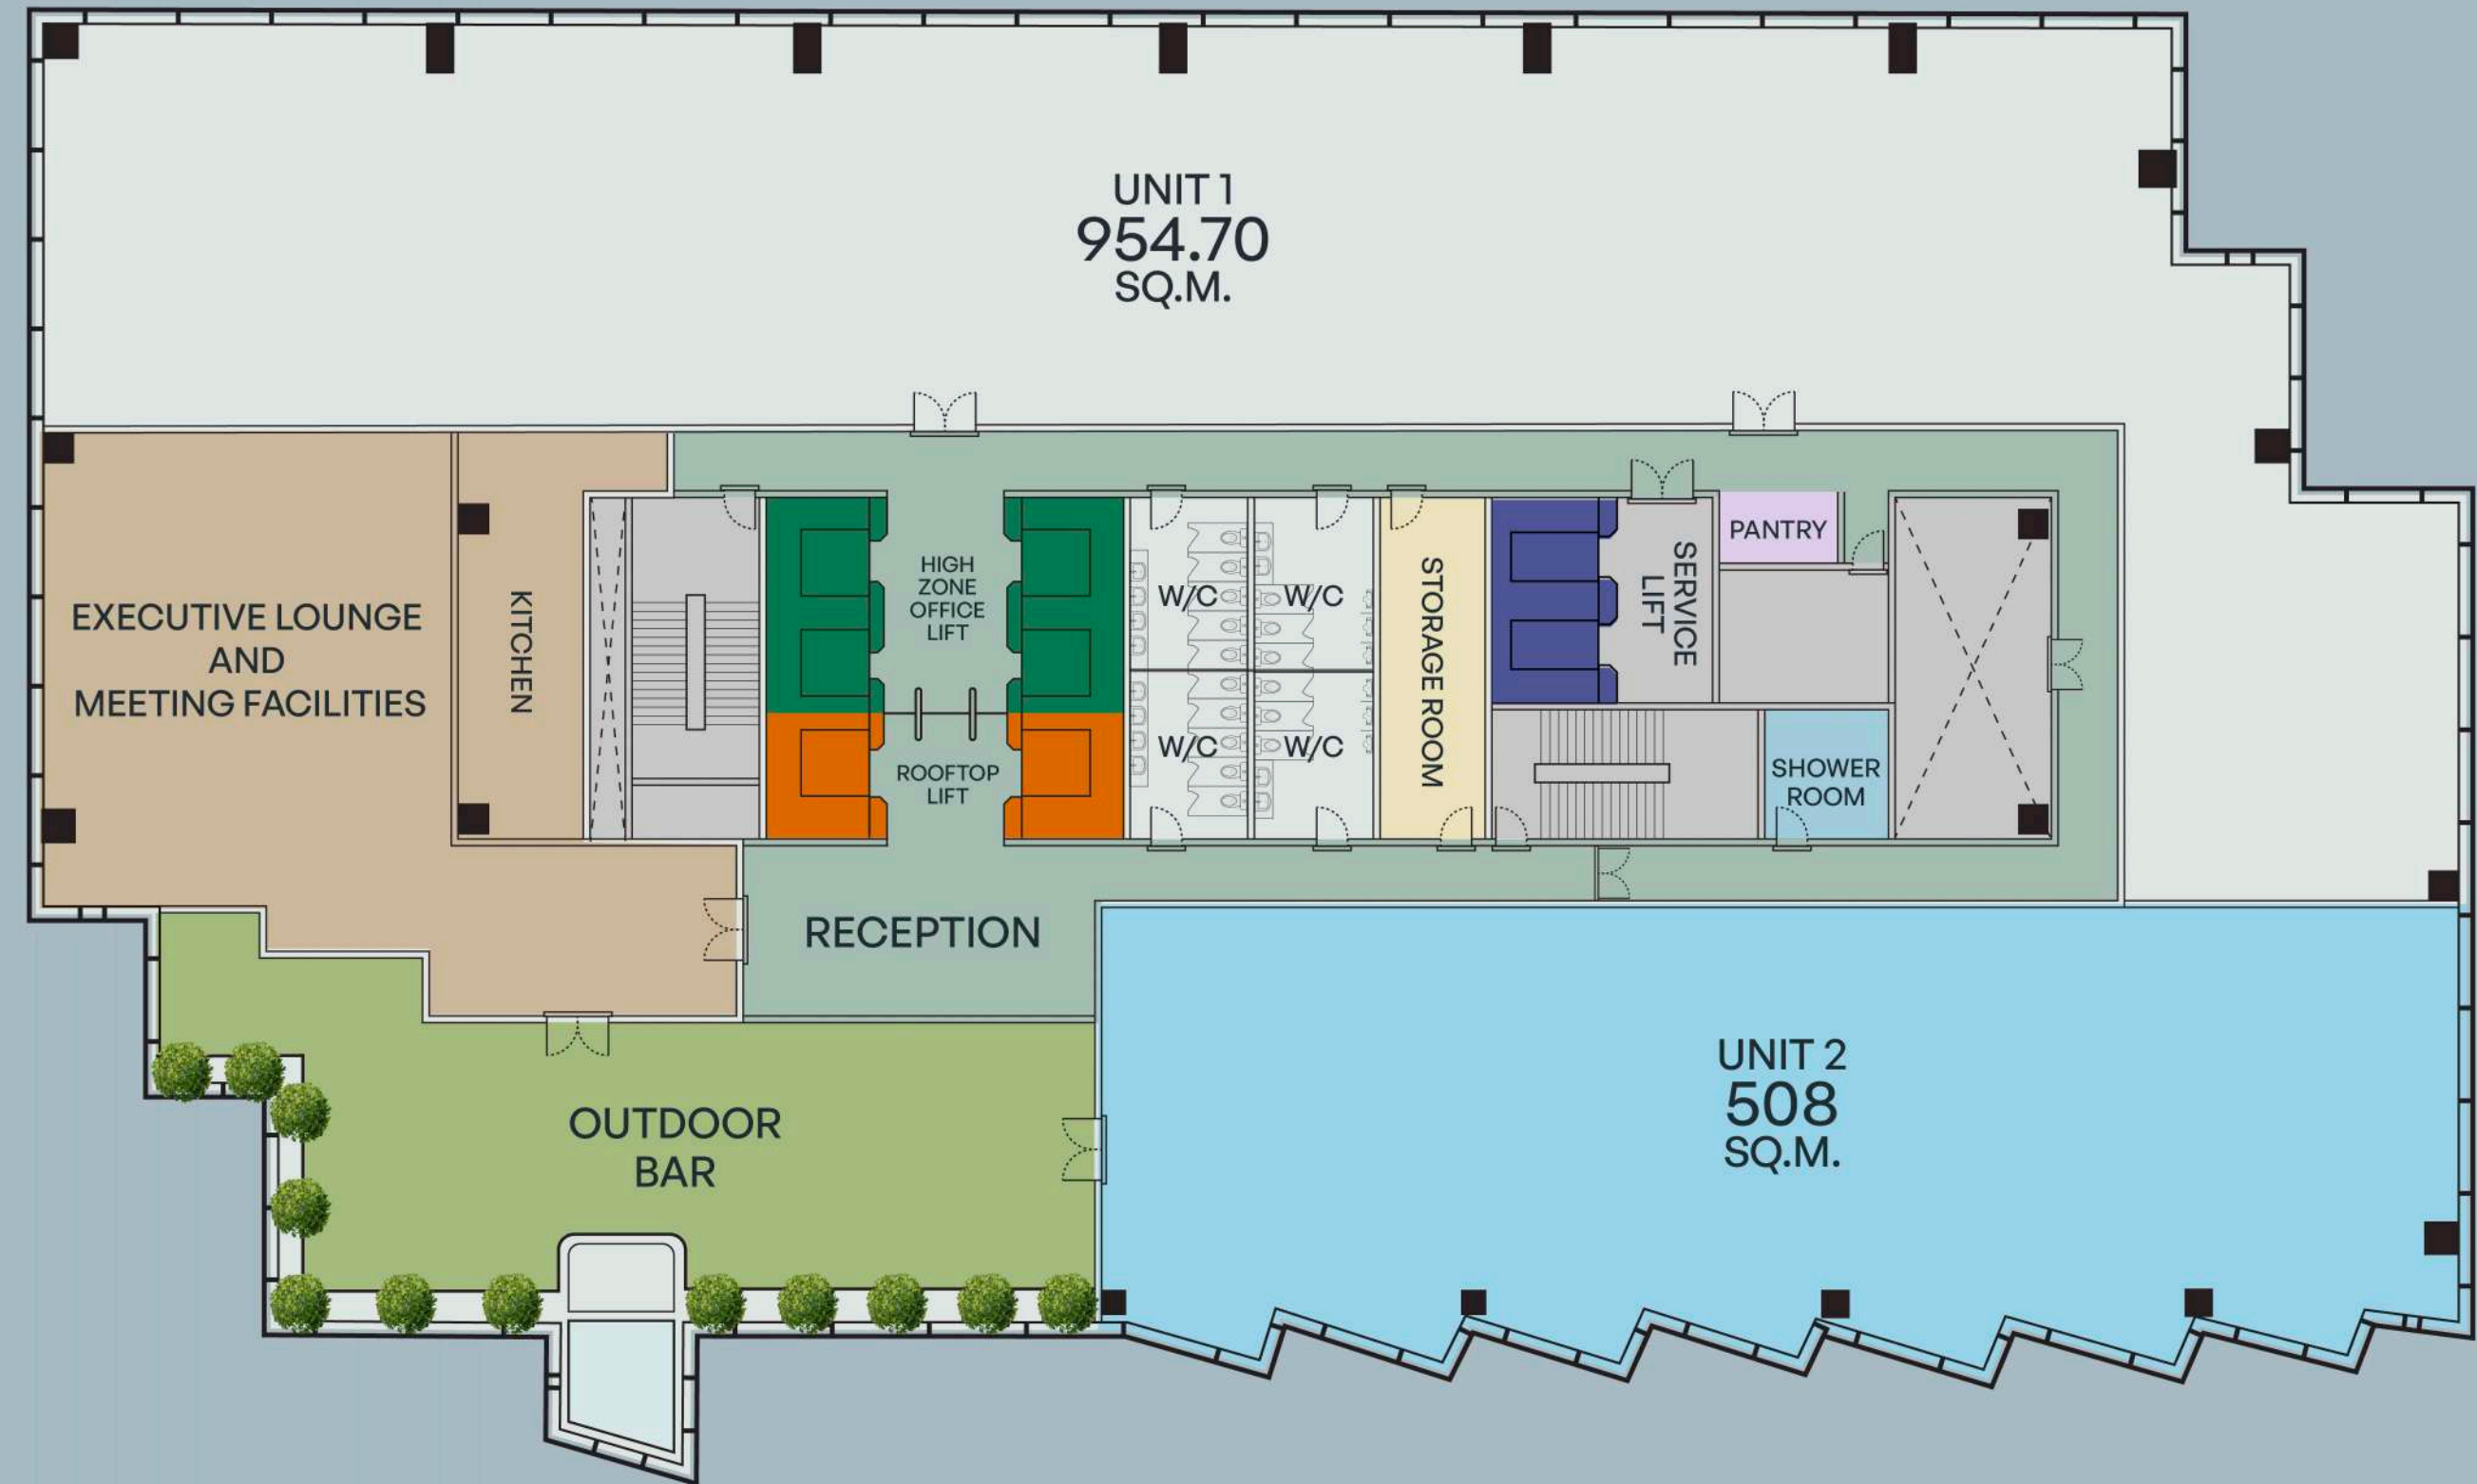 UNIT 1
954.70
SQ.M.
EXECUTIVE LOUNGE
AND
MEETING FACILITIES
KITCHEN
HIGH
ZONE
OFFICE
LIFT
ROOFTOP
LIFT
W/C
W/C
W/C
W/C
STORAGE ROOM
SERVICE
LIFT
PANTRY
SHOWER
ROOM
RECEPTION
OUTDOOR
BAR
UNIT 2
508
SQ.M.